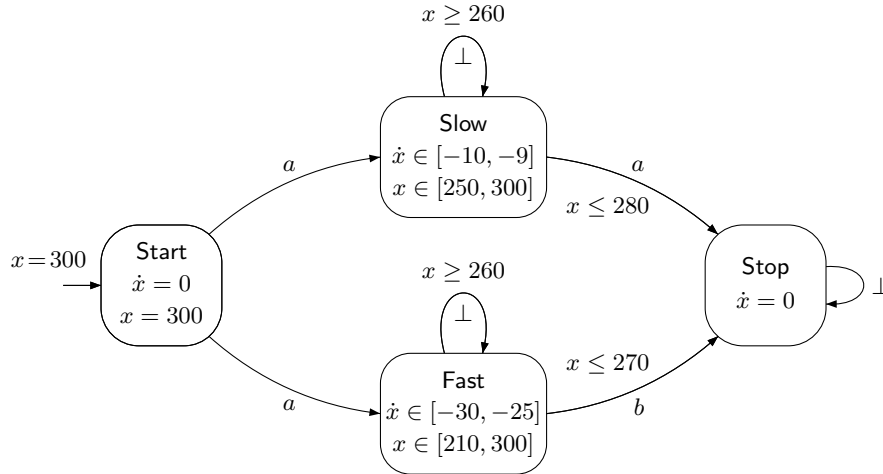 x ≥ 260
⊥
Slow
ẋ ∈ [−10, −9]
x ∈ [250, 300]
a
a
x ≤ 280
x = 300
Start
ẋ = 0
x = 300
Stop
ẋ = 0
⊥
x ≥ 260
⊥
Fast
ẋ ∈ [−30, −25]
x ∈ [210, 300]
a
x ≤ 270
b